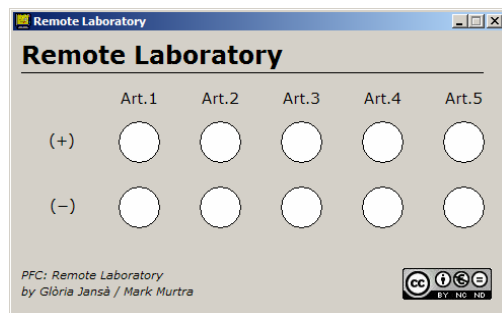 Remote Laboratory
Remote Laboratory
Art.1 Art.2 Art.3 Art.4 Art.5
(+)
(−)
PFC: Remote Laboratory
by Glòria Jansà / Mark Murtra
cc
BY NC ND